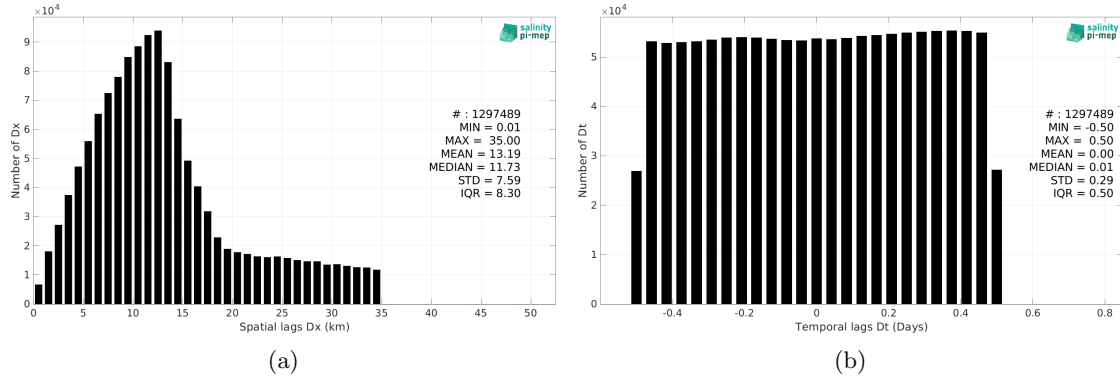 ×10⁴
salinity
pi-mep
9
8
7
6
5
4
3
2
1
0
Number of Dx
# : 1297489
MIN = 0.01
MAX = 35.00
MEAN = 13.19
MEDIAN = 11.73
STD = 7.59
IQR = 8.30
0 5 10 15 20 25 30 35 40 45 50
Spatial lags Dx (km)
(a)
×10⁴
salinity
pi-mep
5
4
3
2
1
0
Number of Dt
# : 1297489
MIN = -0.50
MAX = 0.50
MEAN = 0.00
MEDIAN = 0.01
STD = 0.29
IQR = 0.50
-0.4 -0.2 0 0.2 0.4 0.6 0.8
Temporal lags Dt (Days)
(b)